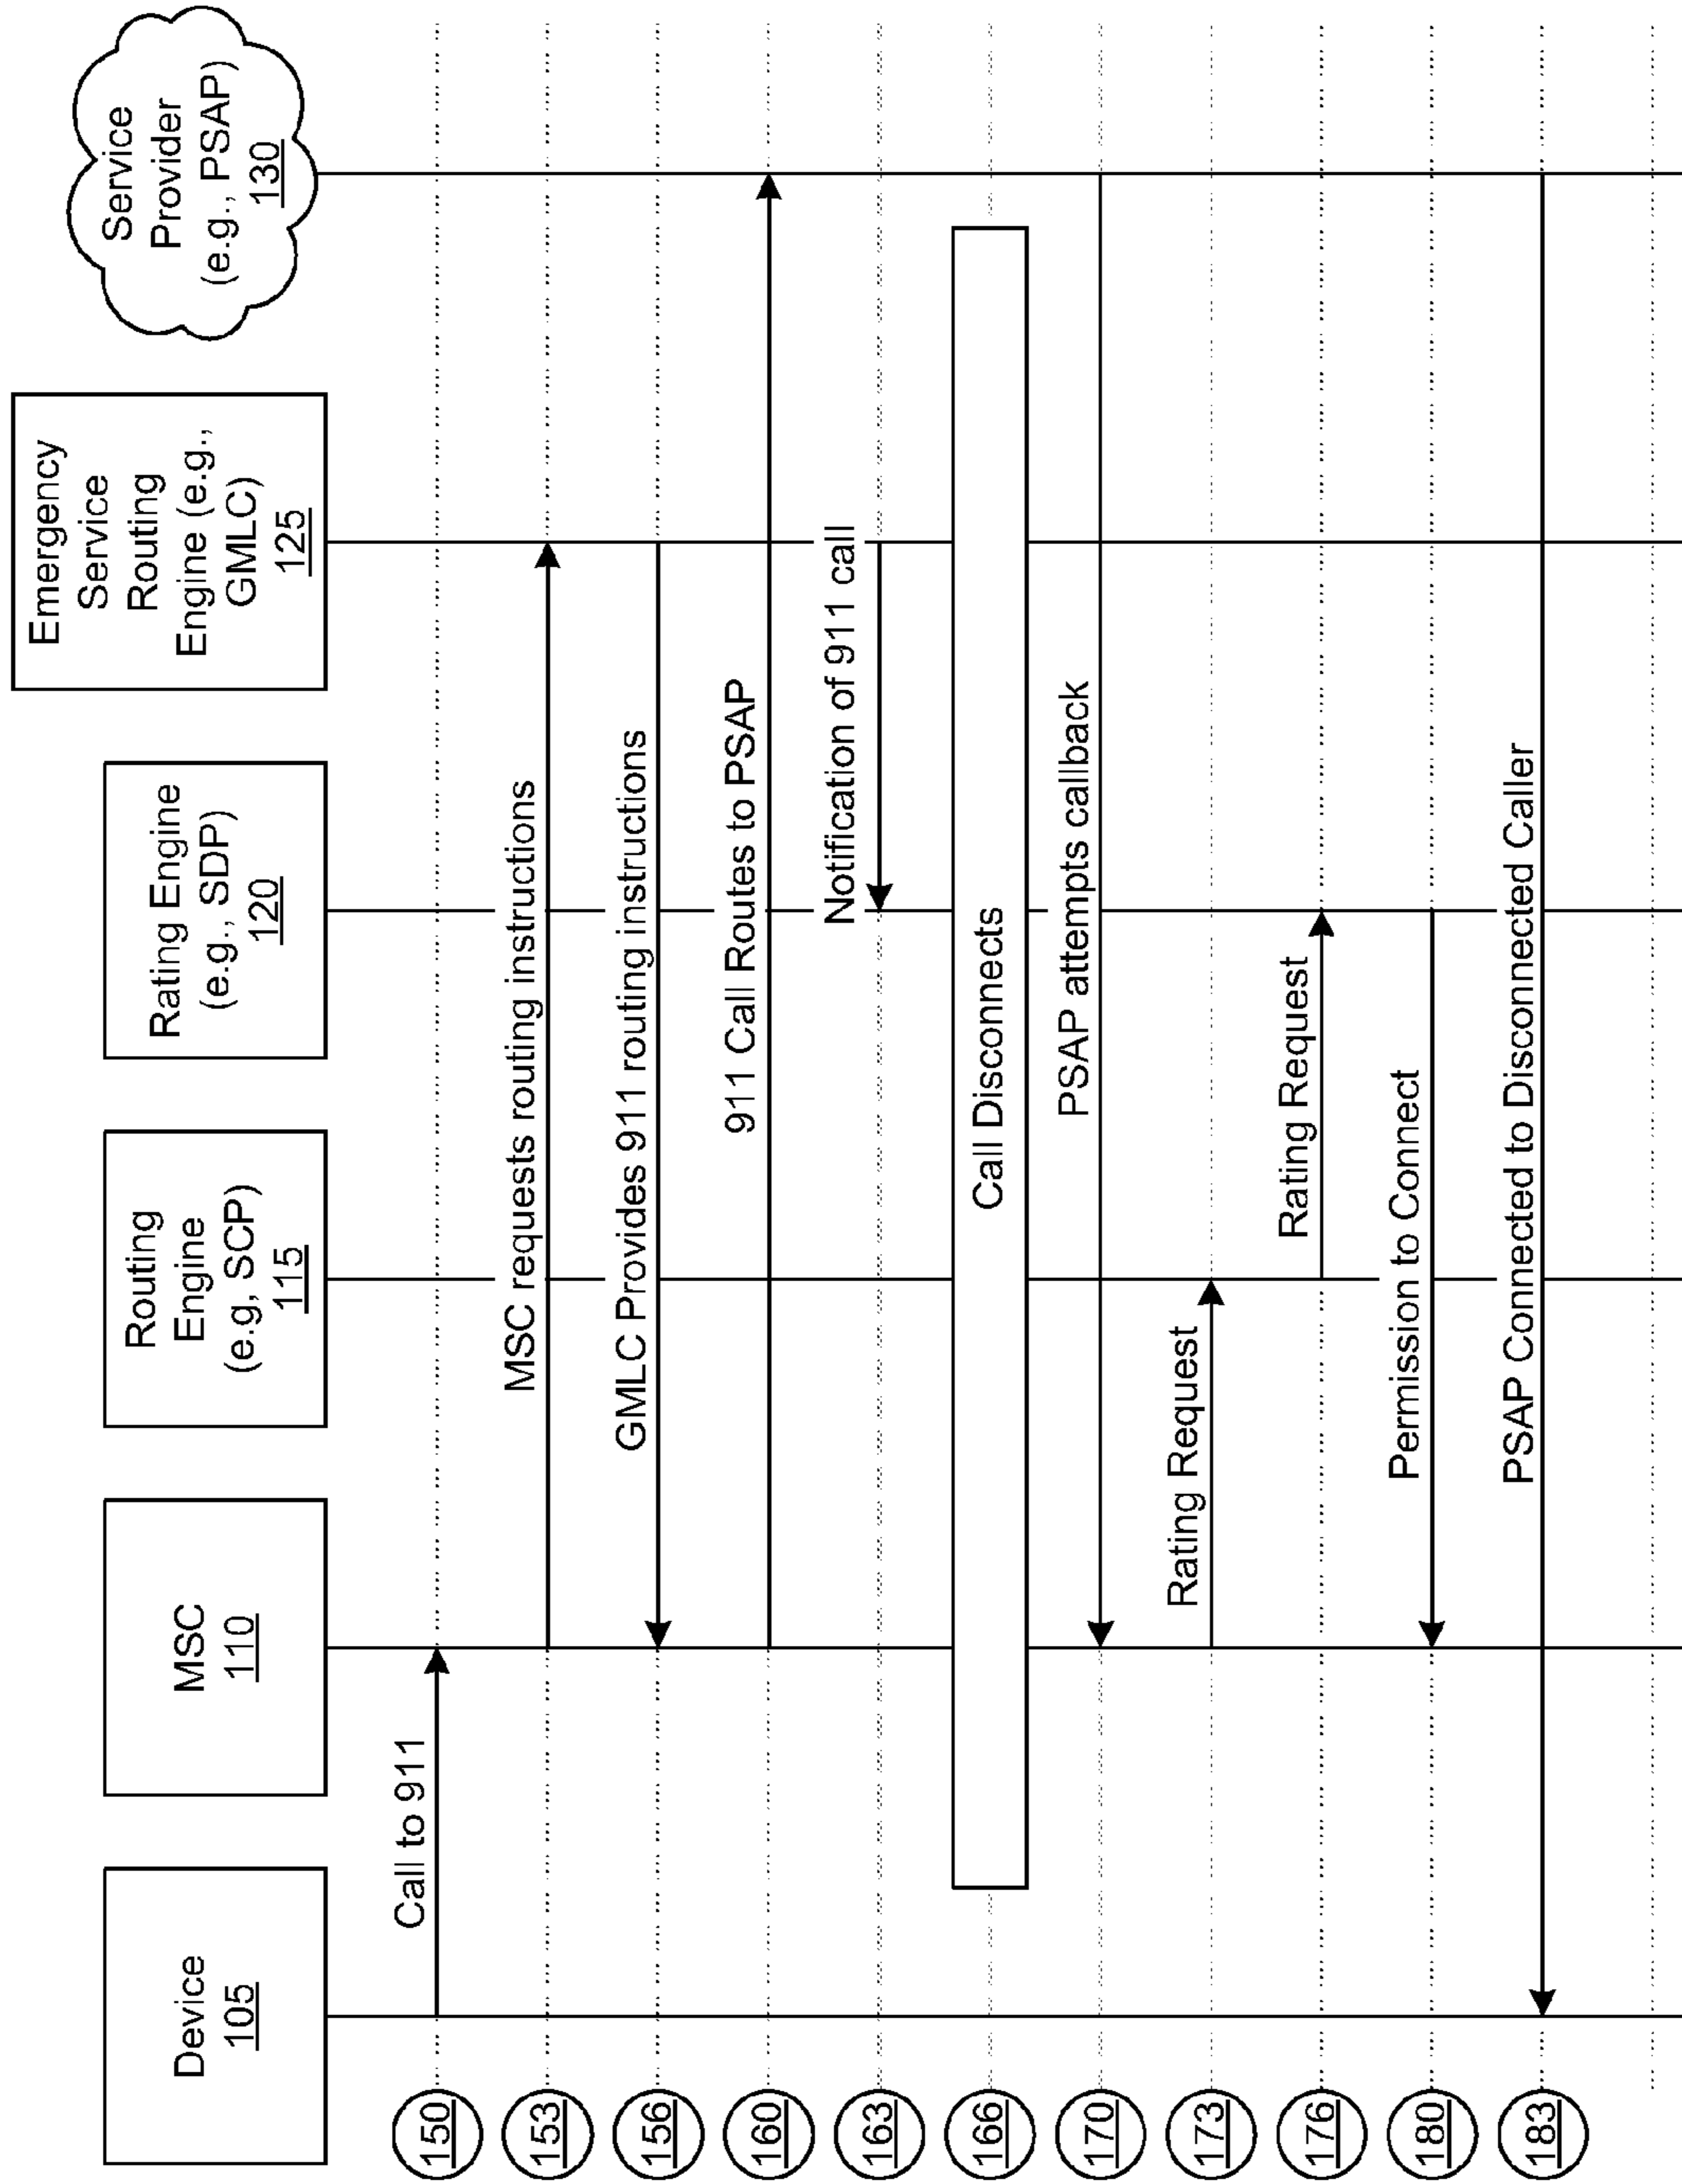 Device
105
MSC
110
Routing
Engine
(e.g, SCP)
115
Rating Engine
(e.g., SDP)
120
Emergency
Service
Routing
Engine (e.g.,
GMLC)
125
Service
Provider
(e.g., PSAP)
130
150
Call to 911
153
MSC requests routing instructions
156
GMLC Provides 911 routing instructions
160
911 Call Routes to PSAP
163
Notification of 911 call
166
Call Disconnects
170
PSAP attempts callback
173
Rating Request
176
Rating Request
180
Permission to Connect
183
PSAP Connected to Disconnected Caller